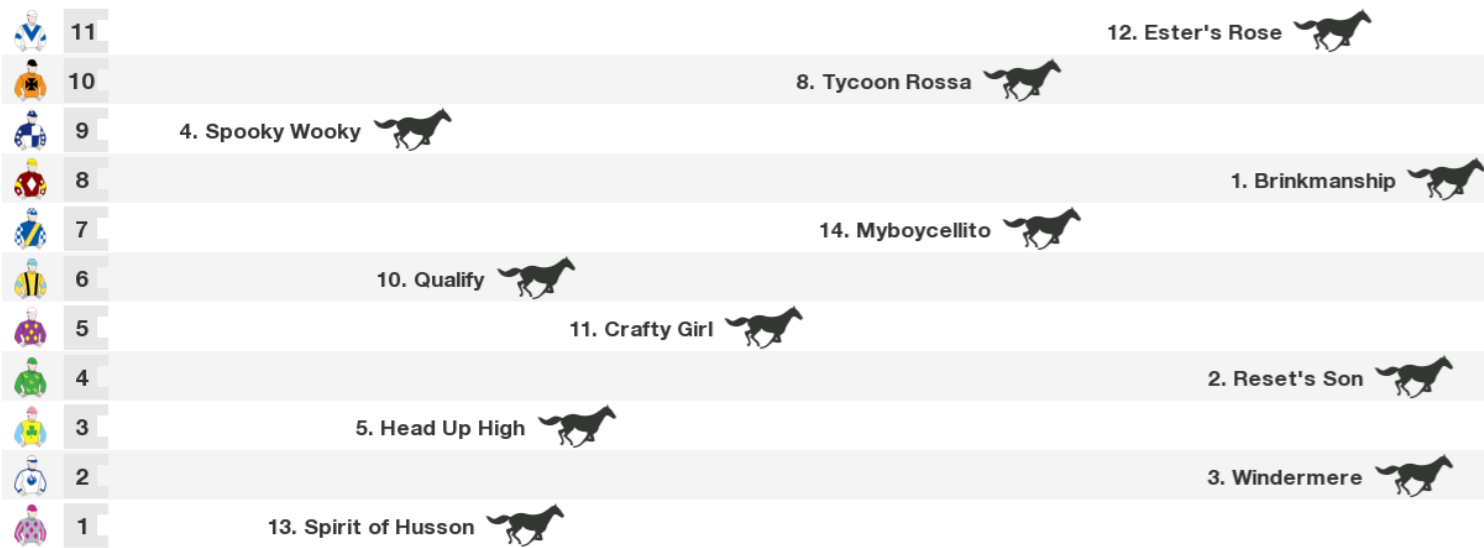 11 12. Ester's Rose
10 8. Tycoon Rossa
9 4. Spooky Wooky
8 1. Brinkmanship
7 14. Myboycellito
6 10. Qualify
5 11. Crafty Girl
4 2. Reset's Son
3 5. Head Up High
2 3. Windermere
1 13. Spirit of Husson